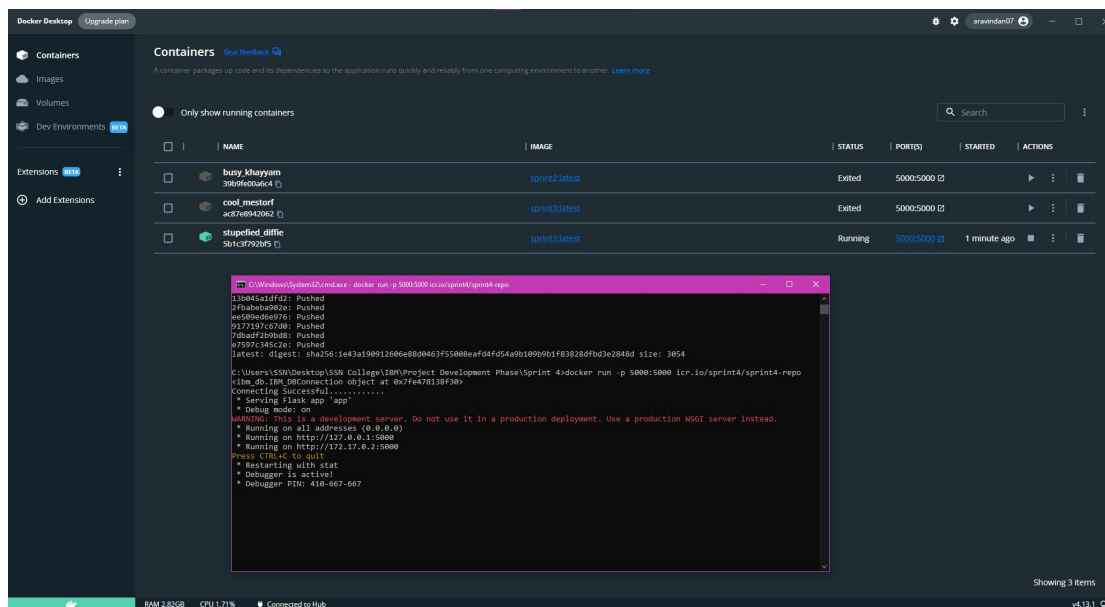 Docker Desktop Upgrade plan aravindan07
Containers
Images
Volumes
Dev Environments BETA
Extensions BETA
Add Extensions
Containers Give feedback
A container packages up code and its dependencies so the application runs quickly and reliably from one computing environment to another. Learn more
Only show running containers
Search
NAME IMAGE STATUS PORT(S) STARTED ACTIONS
busy_khayyam
39b9fe00a6c4
sprint2:latest Exited 5000:5000
cool_mestorf
ac87e8942062
sprint3:latest Exited 5000:5000
stupefied_diffie
5b1c3f792bf5
sprint3:latest Running 5000:5000 1 minute ago
C:\Windows\System32\cmd.exe - docker run -p 5000:5000 icr.io/sprint4/sprint4-repo
13b045a1dfd2: Pushed
2fbabeba902e: Pushed
ee509ed6e976: Pushed
9177197c67d0: Pushed
7dbadf2b9bd8: Pushed
e7597c345c2e: Pushed
latest: digest: sha256:1e43a190912606e88d0463f55008eafd4fd54a9b109b9b1f83828dfbd3e2848d size: 3054
C:\Users\SSN\Desktop\SSN College\IBM\Project Development Phase\Sprint 4>docker run -p 5000:5000 icr.io/sprint4/sprint4-repo
<ibm_db.IBM_DBConnection object at 0x7fe478138f30>
Connecting Successful............
* Serving Flask app 'app'
* Debug mode: on
WARNING: This is a development server. Do not use it in a production deployment. Use a production WSGI server instead.
* Running on all addresses (0.0.0.0)
* Running on http://127.0.0.1:5000
* Running on http://172.17.0.2:5000
Press CTRL+C to quit
* Restarting with stat
* Debugger is active!
* Debugger PIN: 410-667-667
Showing 3 items
RAM 2.82GB CPU 1.71% Connected to Hub v4.13.1